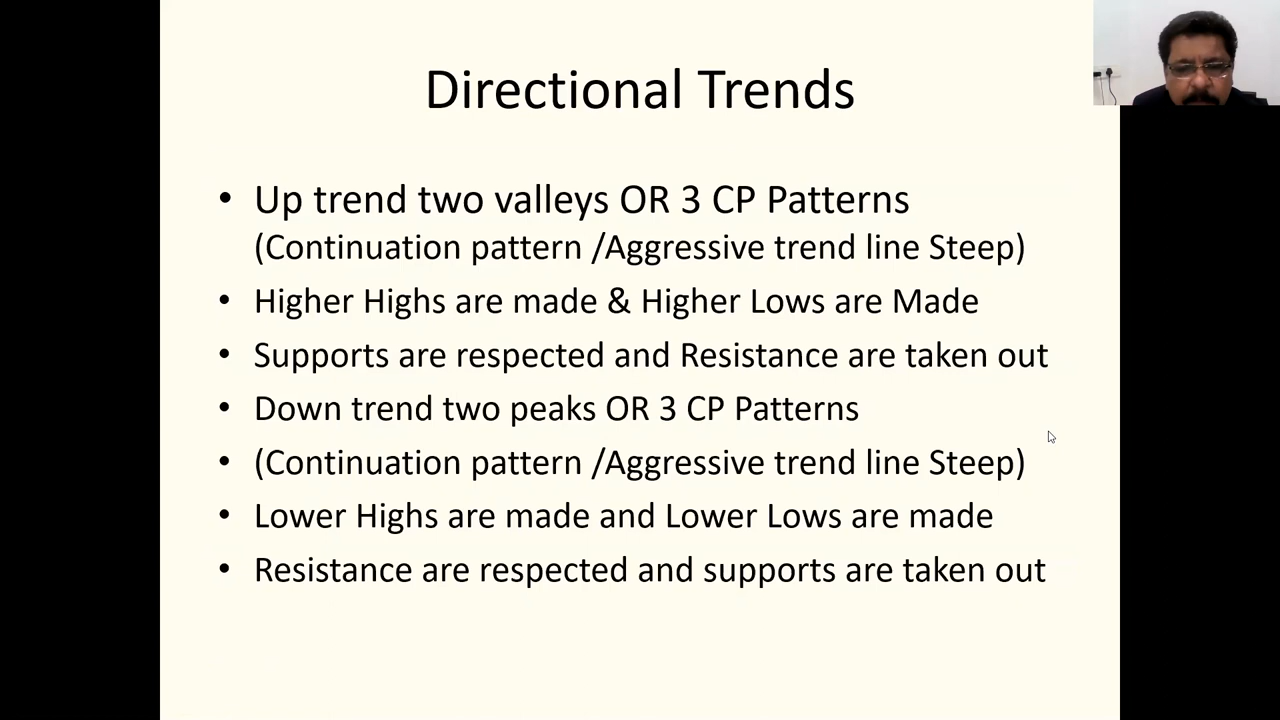 Directional Trends
• Up trend two valleys OR 3 CP Patterns
(Continuation pattern /Aggressive trend line Steep)
• Higher Highs are made & Higher Lows are Made
• Supports are respected and Resistance are taken out
• Down trend two peaks OR 3 CP Patterns
• (Continuation pattern /Aggressive trend line Steep)
• Lower Highs are made and Lower Lows are made
• Resistance are respected and supports are taken out